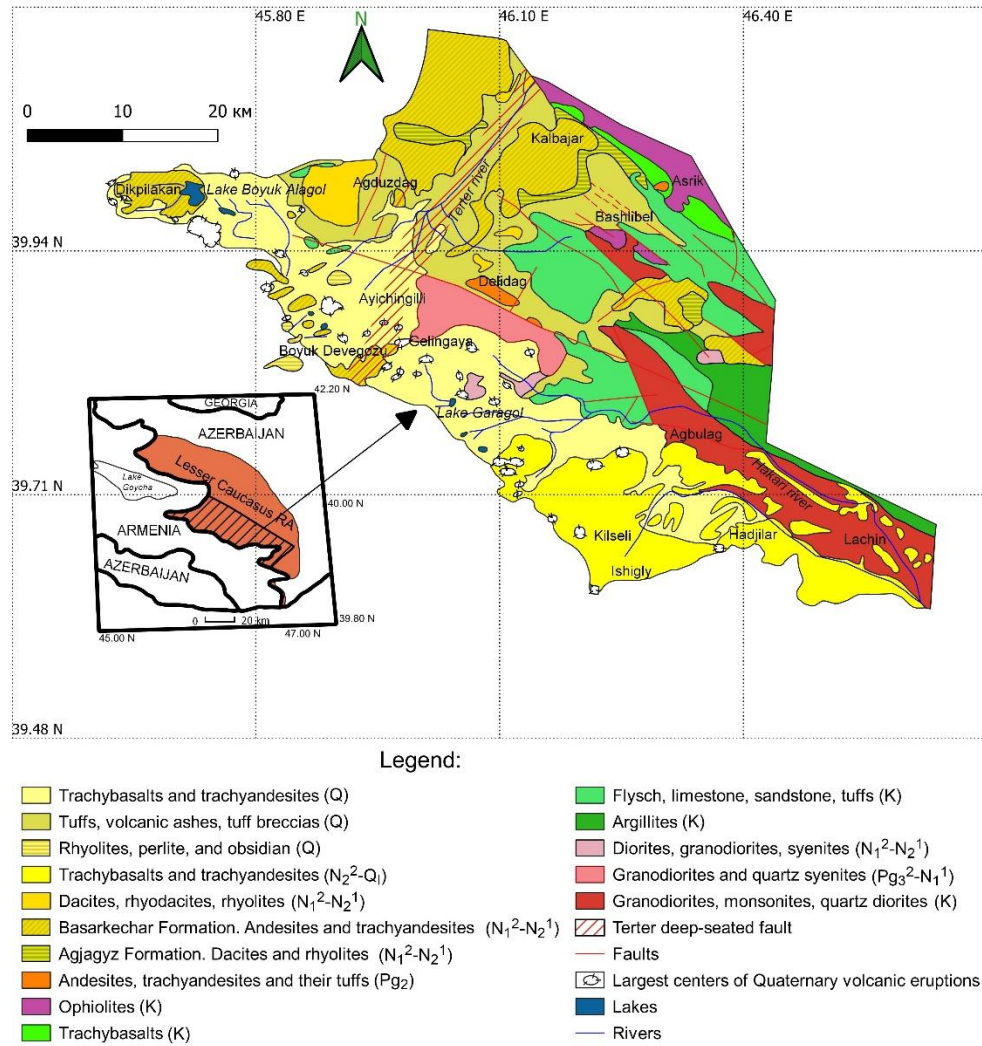 45.80 E
46.10 E
46.40 E
N
0 10 20 км
Kalbajar
Asrik
Dikpilakan
Lake Boyuk Alagol
Agduzdag
Terter river
Bashlibel
39.94 N
Delidag
Ayichingilli
Gelingaya
Boyuk Devegozu
Lake Garagol
Agbulag
Hakari river
39.71 N
Kilseli
Hadjilar
Lachin
Ishigly
39.48 N
42.20 N
GEORGIA
AZERBAIJAN
Lesser Caucasus RA
Lake Goycha
40.00 N
ARMENIA
AZERBAIJAN
0 20 km
39.80 N
45.00 N
47.00 N
Legend:
Trachybasalts and trachyandesites (Q)
Tuffs, volcanic ashes, tuff breccias (Q)
Rhyolites, perlite, and obsidian (Q)
Trachybasalts and trachyandesites (N₂²-Qᵢ)
Dacites, rhyodacites, rhyolites (N₁²-N₂¹)
Basarkechar Formation. Andesites and trachyandesites (N₁²-N₂¹)
Agjagyz Formation. Dacites and rhyolites (N₁²-N₂¹)
Andesites, trachyandesites and their tuffs (Pg₂)
Ophiolites (K)
Trachybasalts (K)
Flysch, limestone, sandstone, tuffs (K)
Argillites (K)
Diorites, granodiorites, syenites (N₁²-N₂¹)
Granodiorites and quartz syenites (Pg₃²-N₁¹)
Granodiorites, monsonites, quartz diorites (K)
Terter deep-seated fault
Faults
Largest centers of Quaternary volcanic eruptions
Lakes
Rivers